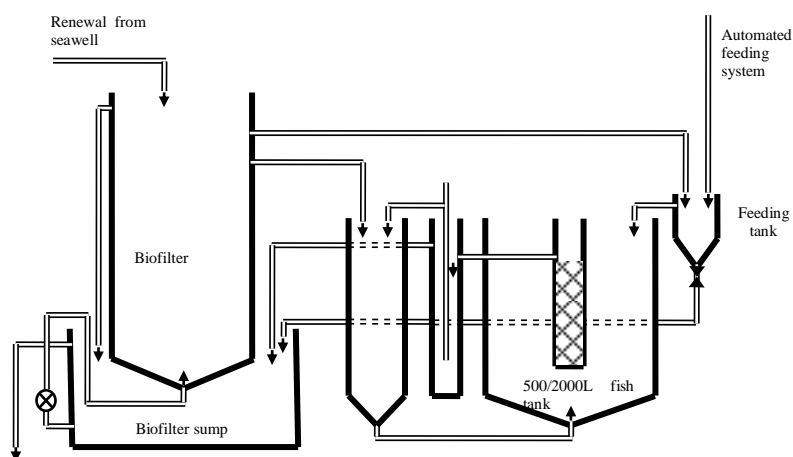 Renewal from
seawell
Automated
feeding
system
Feeding
tank
Biofilter
500/2000L fish
tank
Biofilter sump